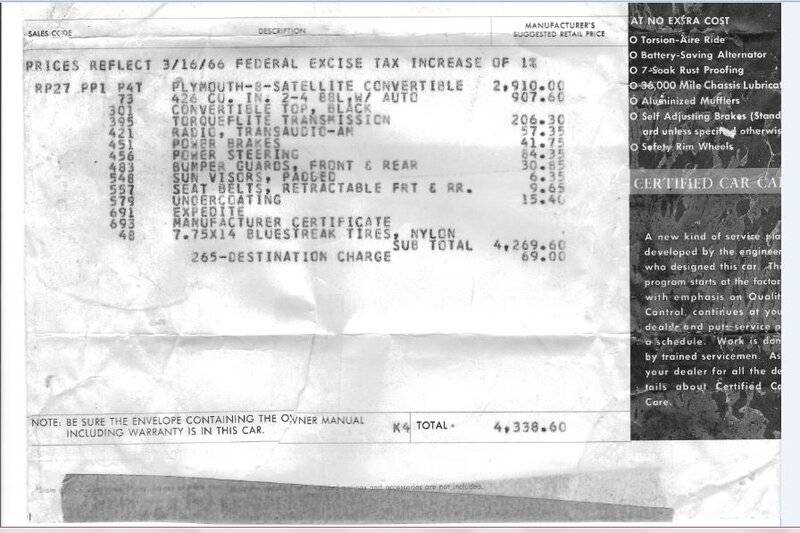 SALES CODE DESCRIPTION MANUFACTURER'S SUGGESTED RETAIL PRICE
PRICES REFLECT 3/16/66 FEDERAL EXCISE TAX INCREASE OF 1%
RP27 PP1 P4T PLYMOUTH-8-SATELLITE CONVERTIBLE 2,910.00
73 426 CU. IN. 2-4 BBL,W/ AUTO 907.60
301 CONVERTIBLE TOP, BLACK
395 TORQUEFLITE TRANSMISSION 206.30
421 RADIO, TRANSAUDIO-AM 57.35
451 POWER BRAKES 41.75
456 POWER STEERING 84.35
483 BUMPER GUARDS, FRONT & REAR 30.85
548 SUN VISORS, PADDED 6.35
557 SEAT BELTS, RETRACTABLE FRT & RR. 9.65
579 UNDERCOATING 15.40
691 EXPEDITE
693 MANUFACTURER CERTIFICATE
48 7.75X14 BLUESTREAK TIRES, NYLON
SUB TOTAL 4,269.60
265-DESTINATION CHARGE 69.00
NOTE: BE SURE THE ENVELOPE CONTAINING THE OWNER MANUAL
INCLUDING WARRANTY IS IN THIS CAR.
K4 TOTAL 4,338.60
and accessories are not included.
AT NO EXTRA COST
O Torsion-Aire Ride
O Battery-Saving Alternator
O 7-Soak Rust Proofing
O 36,000 Mile Chassis Lubricat
O Aluminized Mufflers
O Self Adjusting Brakes (Stand
ard unless specified otherwis
O Safety Rim Wheels
CERTIFIED CAR CA
A new kind of service pla
developed by the engineer
who designed this car. Thi
program starts at the factor
with emphasis on Qualit
Control, continues at you
dealer and puts service o
a schedule. Work is don
by trained servicemen. As
your dealer for all the de
tails about Certified Ca
Care.